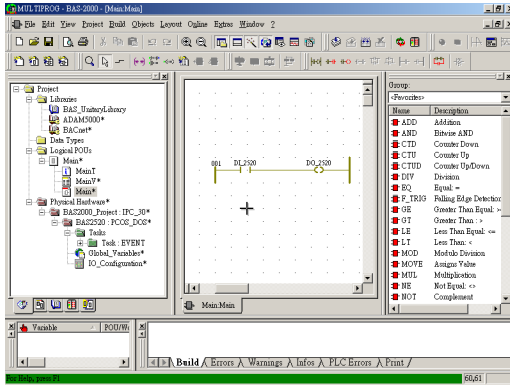 MULTIPROG - BAS-2000 - [Main:Main]
File Edit View Project Build Objects Layout Online Extras Window ?
Project
Libraries
BAS_UnitaryLibrary
ADAM5000*
BACnet*
Data Types
Logical POUs
Main*
MainT
MainV*
Main*
Physical Hardware*
BAS2000_Project : IPC_30*
BAS2520 : PCOS_DOS*
Tasks
Task : EVENT
Global_Variables*
IO_Configuration*
001 DI_2520 DO_2520
Main:Main
Group:
<Favorites>
Name Description
ADD Addition
AND Bitwise AND
CTD Counter Down
CTU Counter Up
CTUD Counter Up/Down
DIV Division
EQ Equal: =
F_TRIG Falling Edge Detection
GE Greater Than Equal: >=
GT Greater Than : >
LE Less Than Equal: <=
LT Less Than: <
MOD Modulo Division
MOVE Assigns Value
MUL Multiplication
NE Not Equal: <>
NOT Complement
Variable POU/Wo
Build Errors Warnings Infos PLC Errors Print
For Help, press F1
60,61